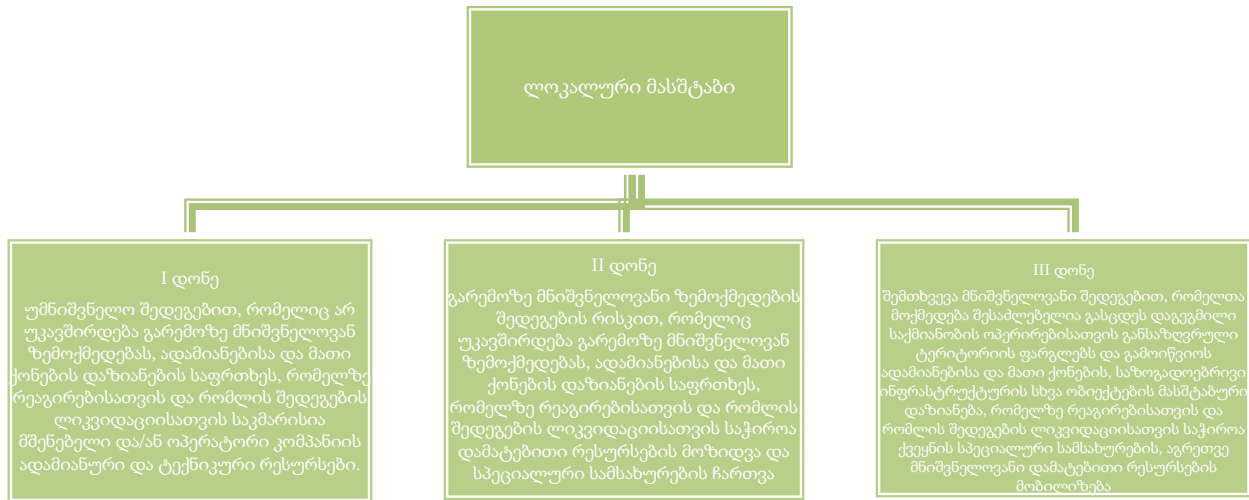 ლოკალური მასშტაბი
I დონე
უმნიშვნელო შედეგებით, რომელიც არ
უკავშირდება გარემოზე მნიშვნელოვან
ზემოქმედებას, ადამიანებისა და მათი
ქონების დაზიანების საფრთხეს, რომელზე
რეაგირებისათვის და რომლის შედეგების
ლიკვიდაციისათვის საკმარისია
მშენებელი და/ან ოპერატორი კომპანიის
ადამიანური და ტექნიკური რესურსები.
II დონე
გარემოზე მნიშვნელოვანი ზემოქმედების
შედეგების რისკით, რომელიც
უკავშირდება გარემოზე მნიშვნელოვან
ზემოქმედებას, ადამიანებისა და მათი
ქონების დაზიანების საფრთხეს,
რომელზე რეაგირებისათვის და რომლის
შედეგების ლიკვიდაციისათვის საჭიროა
დამატებითი რესურსების მოზიდვა და
სპეციალური სამსახურების ჩართვა
III დონე
შემთხვევა მნიშვნელოვანი შედეგებით, რომელთა
მოქმედება შესაძლებელია გასცდეს დაგეგმილი
საქმიანობის ოპერირებისათვის განსაზღვრული
ტერიტორიის ფარგლებს და გამოიწვიოს
ადამიანებისა და მათი ქონების, საზოგადოებრივი
ინფრასტრუქტურის სხვა ობიექტების მასშტაბური
დაზიანება, რომელზე რეაგირებისათვის და
რომლის შედეგების ლიკვიდაციისათვის საჭიროა
ქვეყნის სპეციალური სამსახურების, აგრეთვე
მნიშვნელოვანი დამატებითი რესურსების
მობილიზება